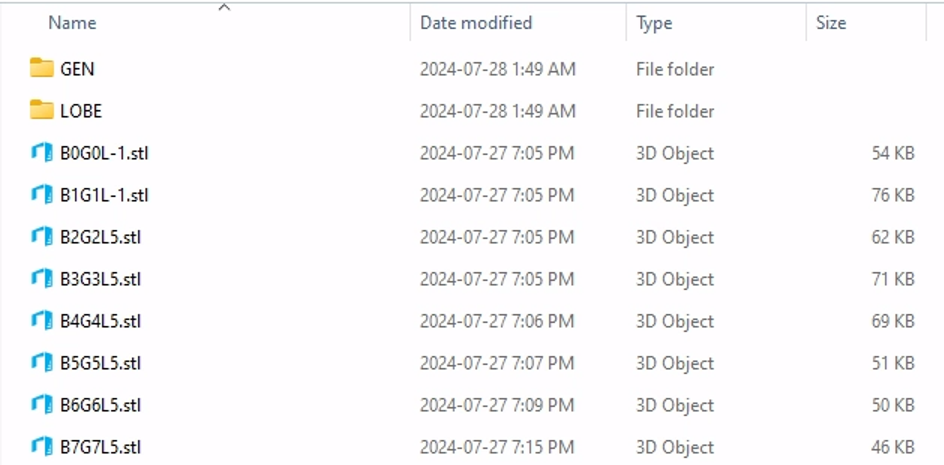 Name Date modified Type Size
GEN 2024-07-28 1:49 AM File folder
LOBE 2024-07-28 1:49 AM File folder
B0G0L-1.stl 2024-07-27 7:05 PM 3D Object 54 KB
B1G1L-1.stl 2024-07-27 7:05 PM 3D Object 76 KB
B2G2L5.stl 2024-07-27 7:05 PM 3D Object 62 KB
B3G3L5.stl 2024-07-27 7:05 PM 3D Object 71 KB
B4G4L5.stl 2024-07-27 7:06 PM 3D Object 69 KB
B5G5L5.stl 2024-07-27 7:07 PM 3D Object 51 KB
B6G6L5.stl 2024-07-27 7:09 PM 3D Object 50 KB
B7G7L5.stl 2024-07-27 7:15 PM 3D Object 46 KB